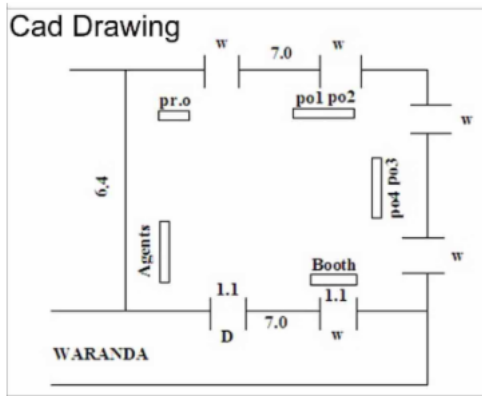 Cad Drawing
w 7.0 w
pr.o po1 po2
w
6.4
po4 po3
Agents
Booth
w
1.1 1.1
D 7.0 w
WARANDA